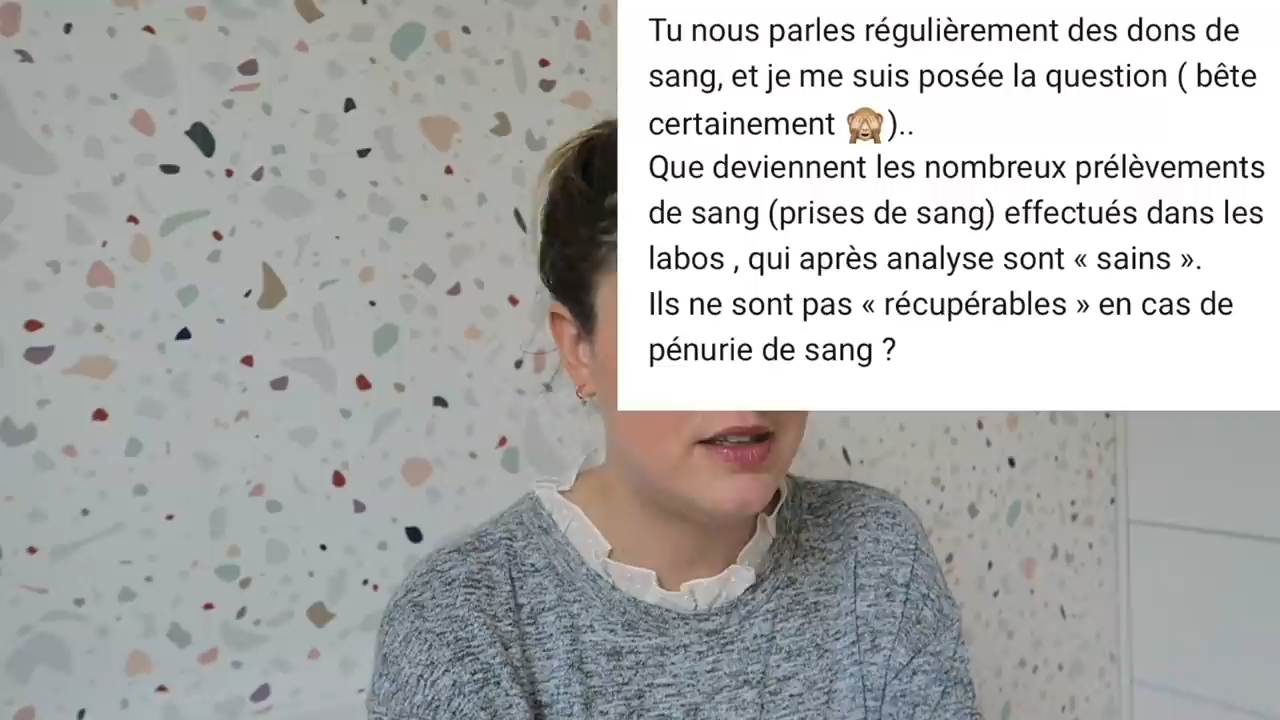 Tu nous parles régulièrement des dons de
sang, et je me suis posée la question ( bête
certainement 🙈)..
Que deviennent les nombreux prélèvements
de sang (prises de sang) effectués dans les
labos , qui après analyse sont « sains ».
Ils ne sont pas « récupérables » en cas de
pénurie de sang ?